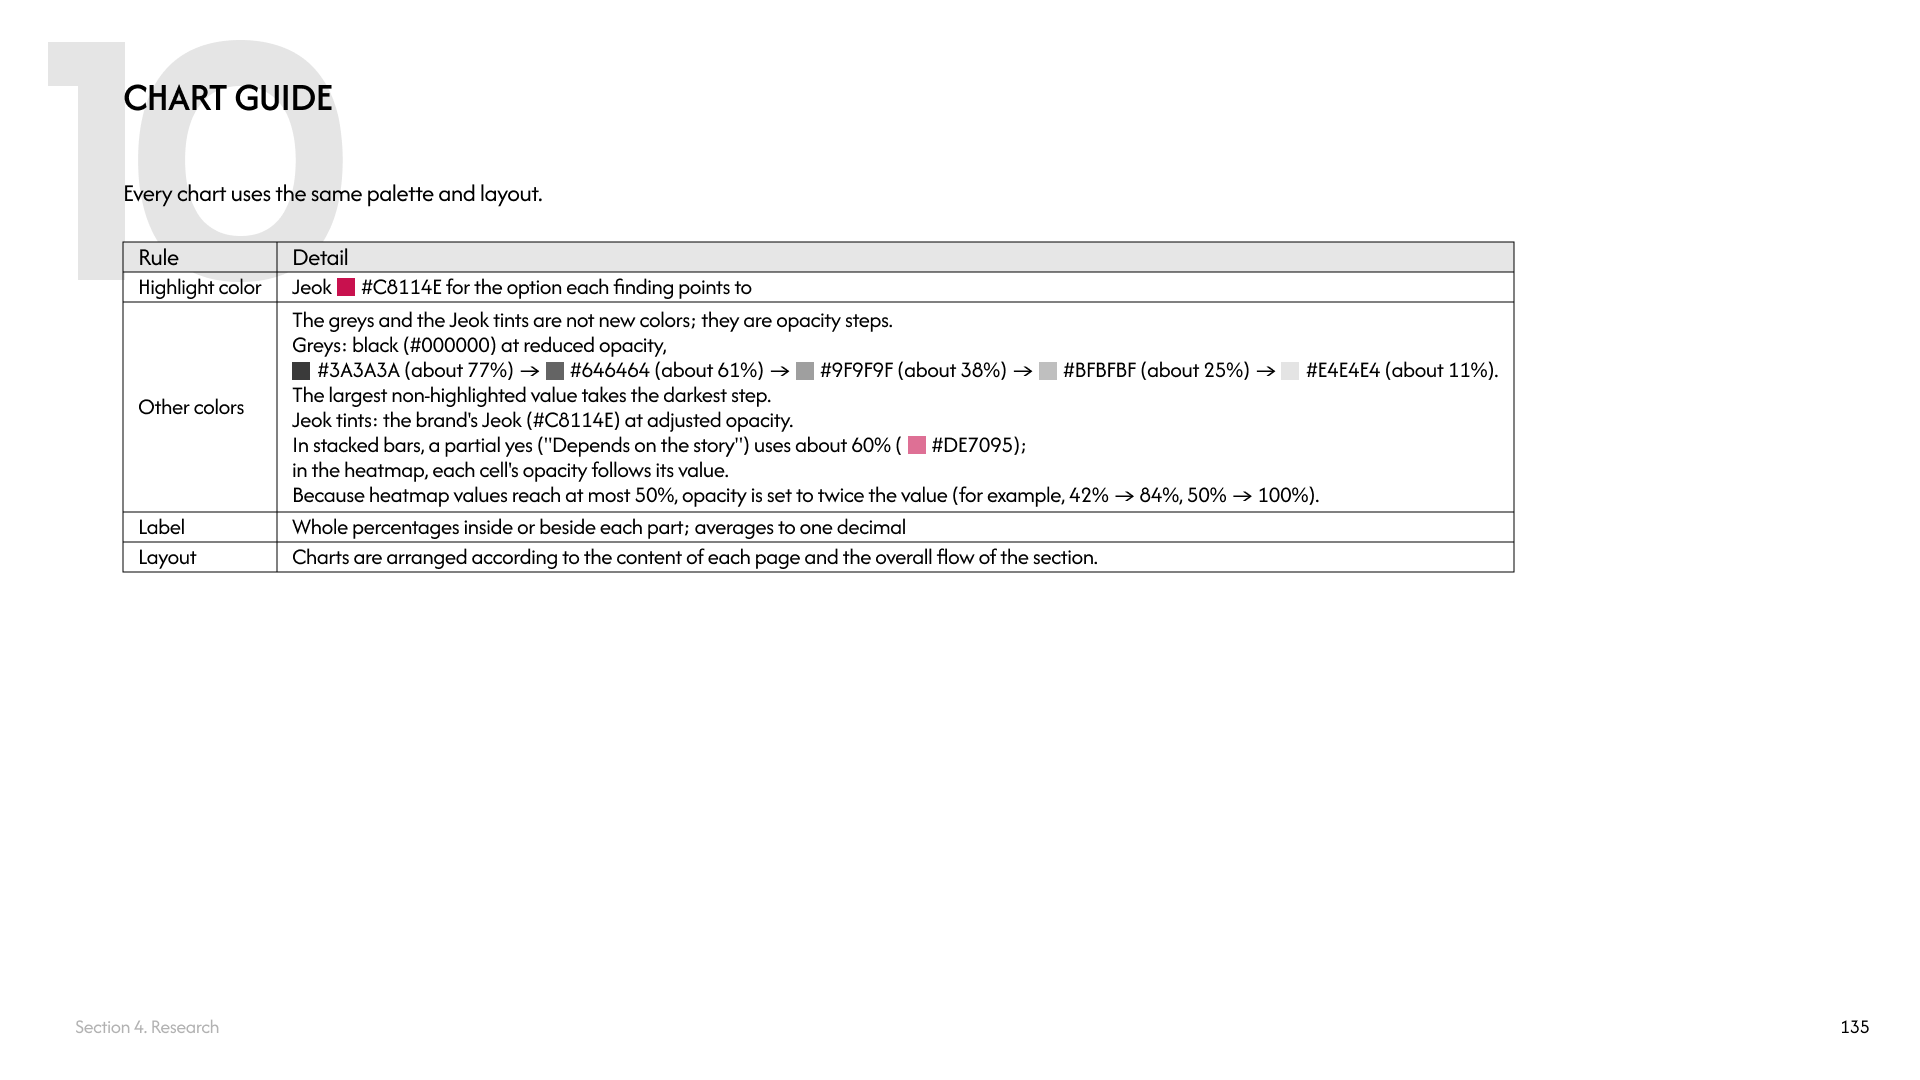 10
CHART GUIDE
Every chart uses the same palette and layout.
Rule Detail
Highlight color Jeok #C8114E for the option each finding points to
Other colors
The greys and the Jeok tints are not new colors; they are opacity steps.
Greys: black (#000000) at reduced opacity,
#3A3A3A (about 77%) → #646464 (about 61%) → #9F9F9F (about 38%) → #BFBFBF (about 25%) → #E4E4E4 (about 11%).
The largest non-highlighted value takes the darkest step.
Jeok tints: the brand's Jeok (#C8114E) at adjusted opacity.
In stacked bars, a partial yes ("Depends on the story") uses about 60% ( #DE7095);
in the heatmap, each cell's opacity follows its value.
Because heatmap values reach at most 50%, opacity is set to twice the value (for example, 42% → 84%, 50% → 100%).
Label Whole percentages inside or beside each part; averages to one decimal
Layout Charts are arranged according to the content of each page and the overall flow of the section.
Section 4. Research
135